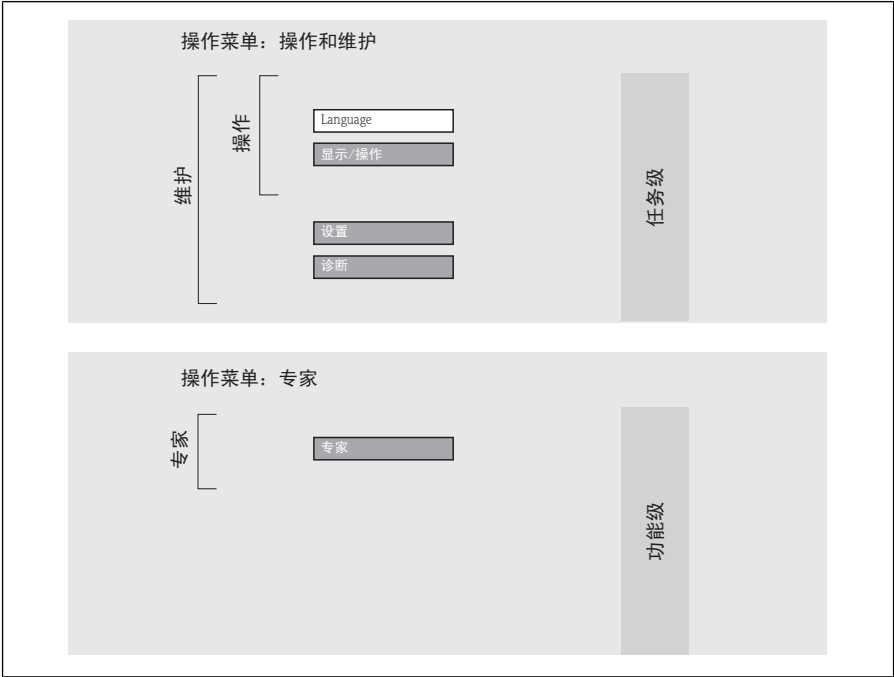 操作菜单：操作和维护
维护
操作
Language
显示/操作
设置
诊断
任务级
操作菜单：专家
专家
专家
功能级